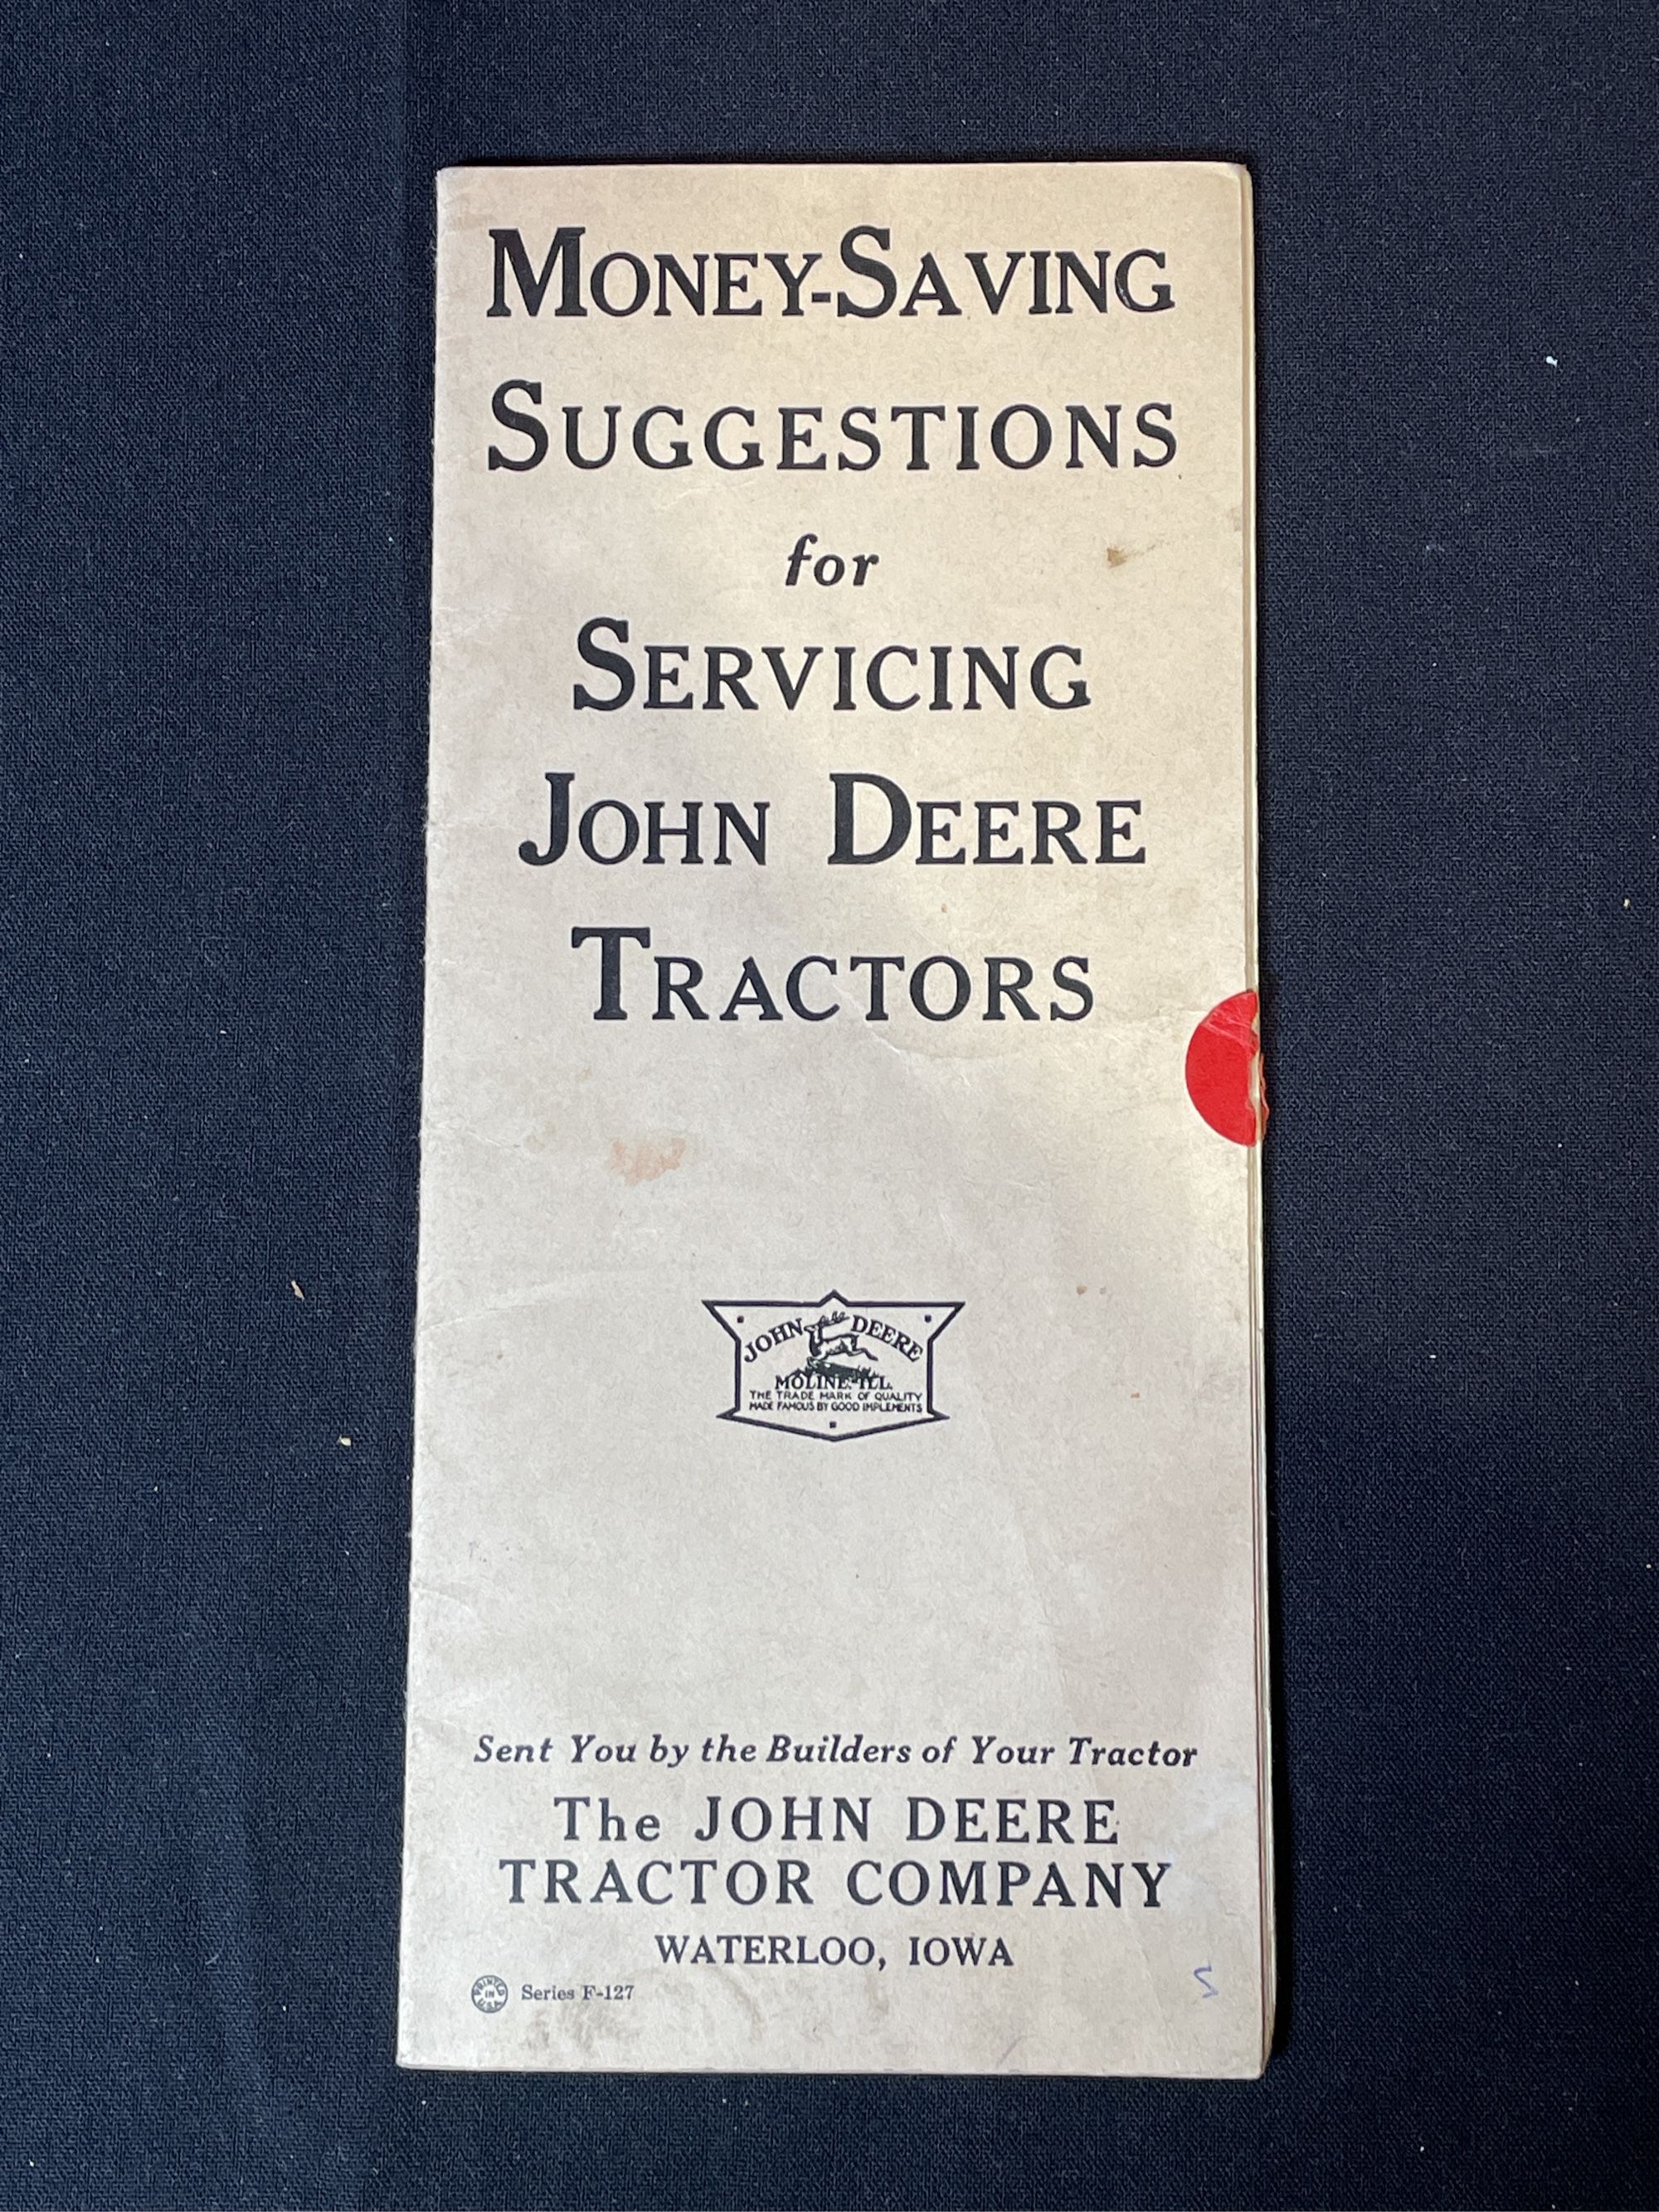 MONEY-SAVING
SUGGESTIONS
for
SERVICING
JOHN DEERE
TRACTORS
JOHN DEERE
MOLINE, ILL.
THE TRADE MARK OF QUALITY
MADE FAMOUS BY GOOD IMPLEMENTS
Sent You by the Builders of Your Tractor
The JOHN DEERE
TRACTOR COMPANY
WATERLOO, IOWA
PRINTED IN U.S.A. Series F-127